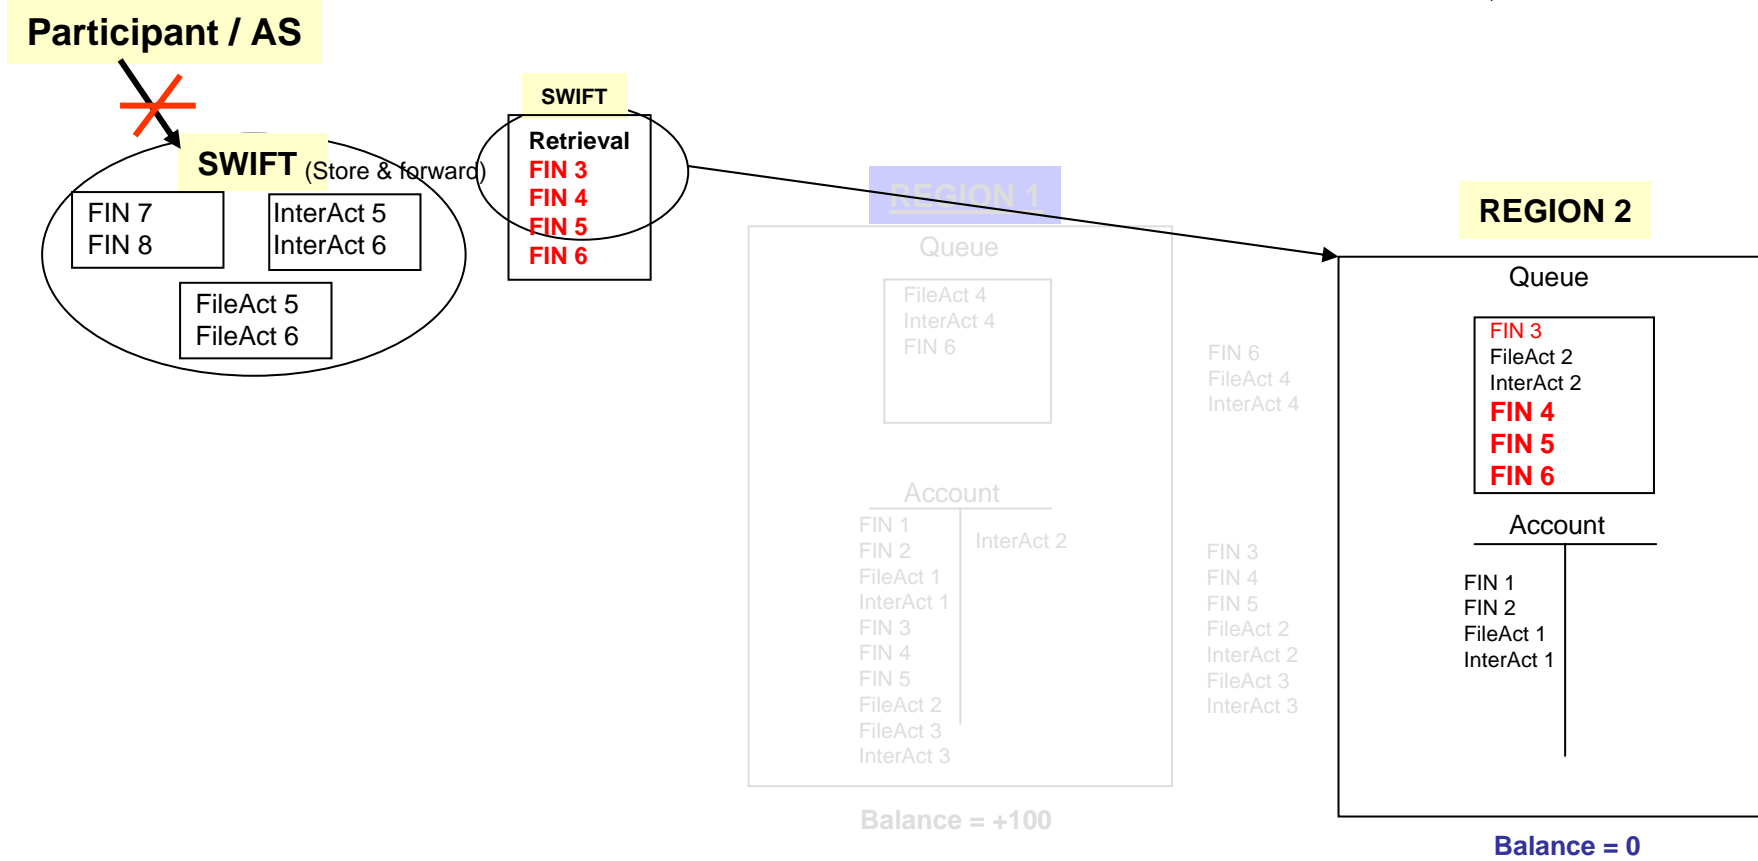 Participant / AS
SWIFT (Store & forward)
FIN 7
FIN 8
InterAct 5
InterAct 6
FileAct 5
FileAct 6
SWIFT
Retrieval
FIN 3
FIN 4
FIN 5
FIN 6
REGION 1
Queue
FileAct 4
InterAct 4
FIN 6
Account
FIN 1
FIN 2
FileAct 1
InterAct 1
FIN 3
FIN 4
FIN 5
FileAct 2
FileAct 3
InterAct 3
InterAct 2
Balance = +100
FIN 6
FileAct 4
InterAct 4
FIN 3
FIN 4
FIN 5
FileAct 2
InterAct 2
FileAct 3
InterAct 3
REGION 2
Queue
FIN 3
FileAct 2
InterAct 2
FIN 4
FIN 5
FIN 6
Account
FIN 1
FIN 2
FileAct 1
InterAct 1
Balance = 0